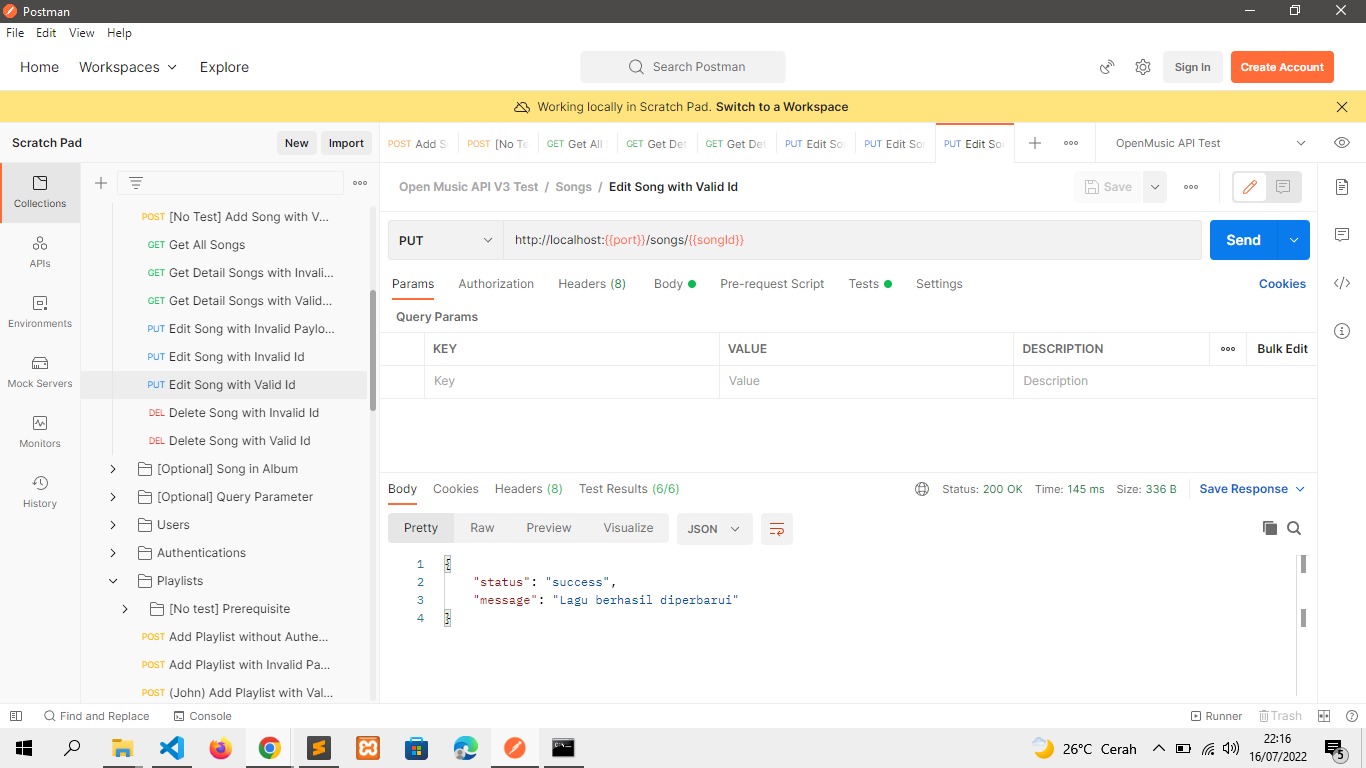 Postman
File Edit View Help
Home Workspaces Explore
Search Postman
Sign In
Create Account
Working locally in Scratch Pad. Switch to a Workspace
Scratch Pad
New
Import
POST Add S
POST [No Te
GET Get All
GET Get Det
GET Get Det
PUT Edit So
PUT Edit So
PUT Edit So
OpenMusic API Test
Collections
APIs
Environments
Mock Servers
Monitors
History
POST [No Test] Add Song with V...
GET Get All Songs
GET Get Detail Songs with Invali...
GET Get Detail Songs with Valid...
PUT Edit Song with Invalid Paylo...
PUT Edit Song with Invalid Id
PUT Edit Song with Valid Id
DEL Delete Song with Invalid Id
DEL Delete Song with Valid Id
[Optional] Song in Album
[Optional] Query Parameter
Users
Authentications
Playlists
[No test] Prerequisite
POST Add Playlist without Authe...
POST Add Playlist with Invalid Pa...
POST (John) Add Playlist with Val...
Open Music API V3 Test / Songs / Edit Song with Valid Id
Save
PUT
http://localhost:{{port}}/songs/{{songId}}
Send
Params Authorization Headers (8) Body Pre-request Script Tests Settings Cookies
Query Params
KEY VALUE DESCRIPTION Bulk Edit
Key Value Description
Body Cookies Headers (8) Test Results (6/6)
Status: 200 OK Time: 145 ms Size: 336 B Save Response
Pretty Raw Preview Visualize JSON
1 {
2 "status": "success",
3 "message": "Lagu berhasil diperbarui"
4 }
Find and Replace Console
Runner Trash
26°C Cerah
22:16
16/07/2022
5